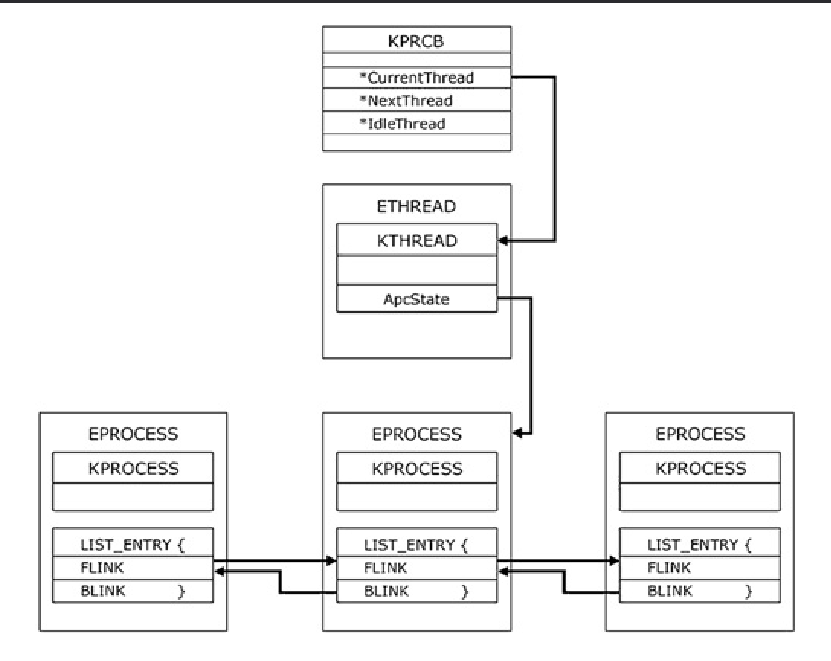 KPRCB
*CurrentThread
*NextThread
*IdleThread
ETHREAD
KTHREAD
ApcState
EPROCESS
KPROCESS
LIST_ENTRY {
FLINK
BLINK }
EPROCESS
KPROCESS
LIST_ENTRY {
FLINK
BLINK }
EPROCESS
KPROCESS
LIST_ENTRY {
FLINK
BLINK }